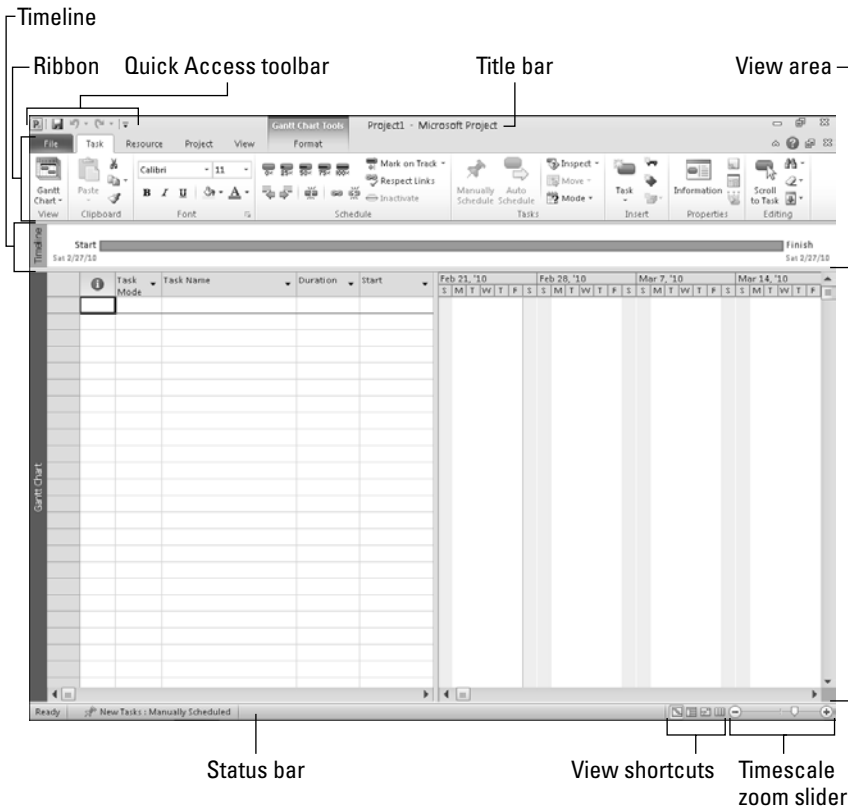 Timeline
Ribbon Quick Access toolbar Title bar View area
Gantt Chart Tools Project1 - Microsoft Project
File Task Resource Project View Format
Gantt Chart
View
Paste
Clipboard
Calibri 11
B I U A
Font
0% 25% 50% 75% 100%
Mark on Track
Respect Links
Inactivate
Schedule
Manually Schedule
Auto Schedule
Inspect
Move
Mode
Tasks
Task
Insert
Information
Properties
Scroll to Task
Editing
Timeline
Start
Sat 2/27/10
Finish
Sat 2/27/10
Task Mode Task Name Duration Start
Feb 21, '10 Feb 28, '10 Mar 7, '10 Mar 14, '10
S M T W T F S S M T W T F S S M T W T F S S M T W T F
Gantt Chart
Ready New Tasks : Manually Scheduled
Status bar View shortcuts Timescale
zoom slider